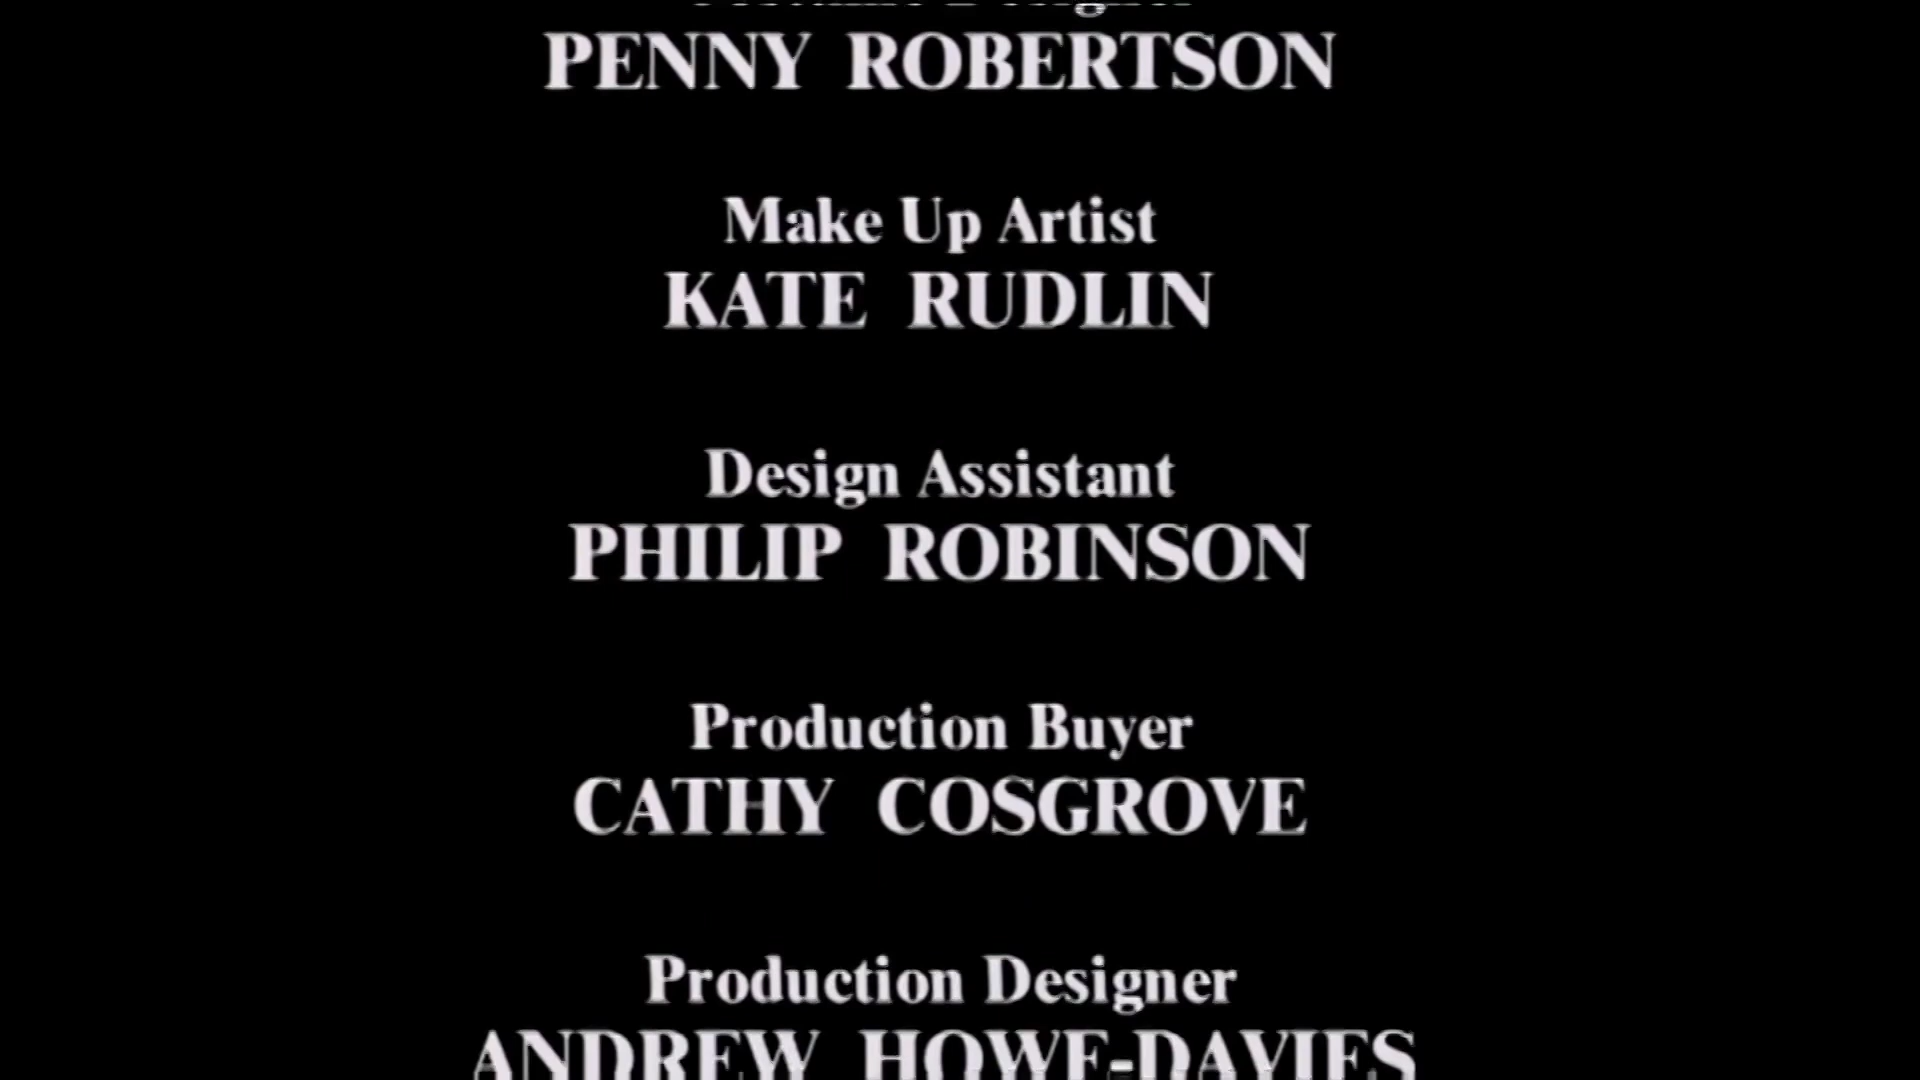 PENNY ROBERTSON
Make Up Artist
KATE RUDLIN
Design Assistant
PHILIP ROBINSON
Production Buyer
CATHY COSGROVE
Production Designer
ANDREW HOWE-DAVIES